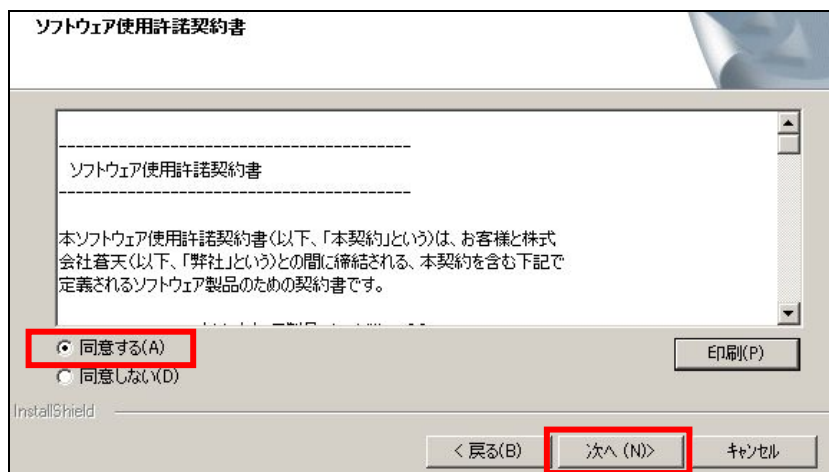 ソフトウェア使用許諾契約書
----------------------------------------
ソフトウェア使用許諾契約書
----------------------------------------
本ソフトウェア使用許諾契約書(以下、「本契約」という)は、お客様と株式
会社蒼天(以下、「弊社」という)との間に締結される、本契約を含む下記で
定義されるソフトウェア製品のための契約書です。
同意する(A)
印刷(P)
同意しない(D)
InstallShield
< 戻る(B)
次へ (N)>
キャンセル